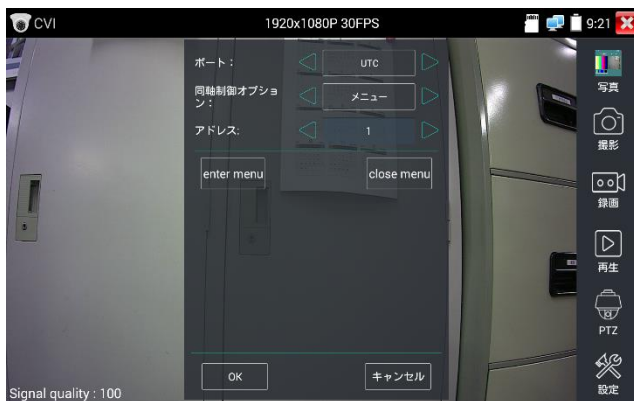 CVI
1920x1080P 30FPS
9:21
ポート：
UTC
同軸制御オプショ
ン：
メニュー
アドレス:
1
enter menu
close menu
OK
キャンセル
写真
撮影
録画
再生
PTZ
設定
Signal quality : 100